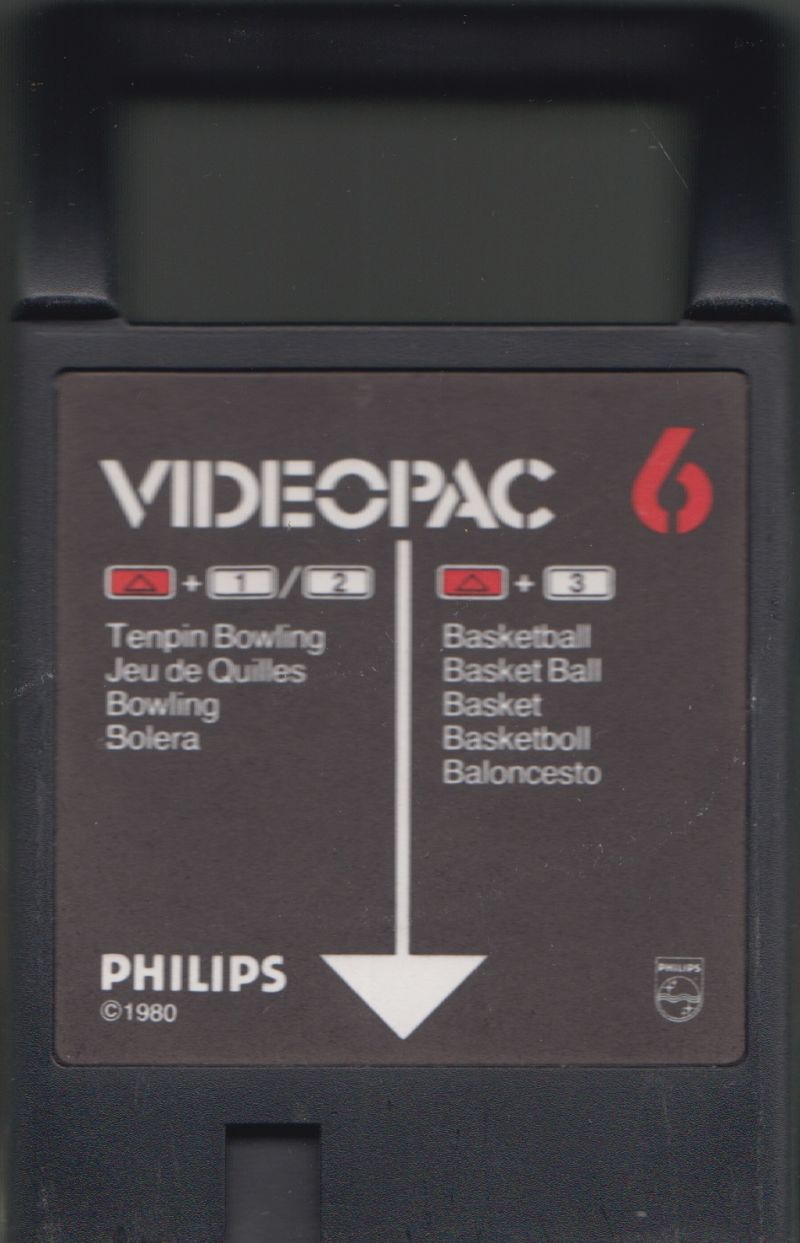 VIDEOPAC 6
△ + 1 / 2
Tenpin Bowling
Jeu de Quilles
Bowling
Bolera
△ + 3
Basketball
Basket Ball
Basket
Basketboll
Baloncesto
PHILIPS
©1980
PHILIPS